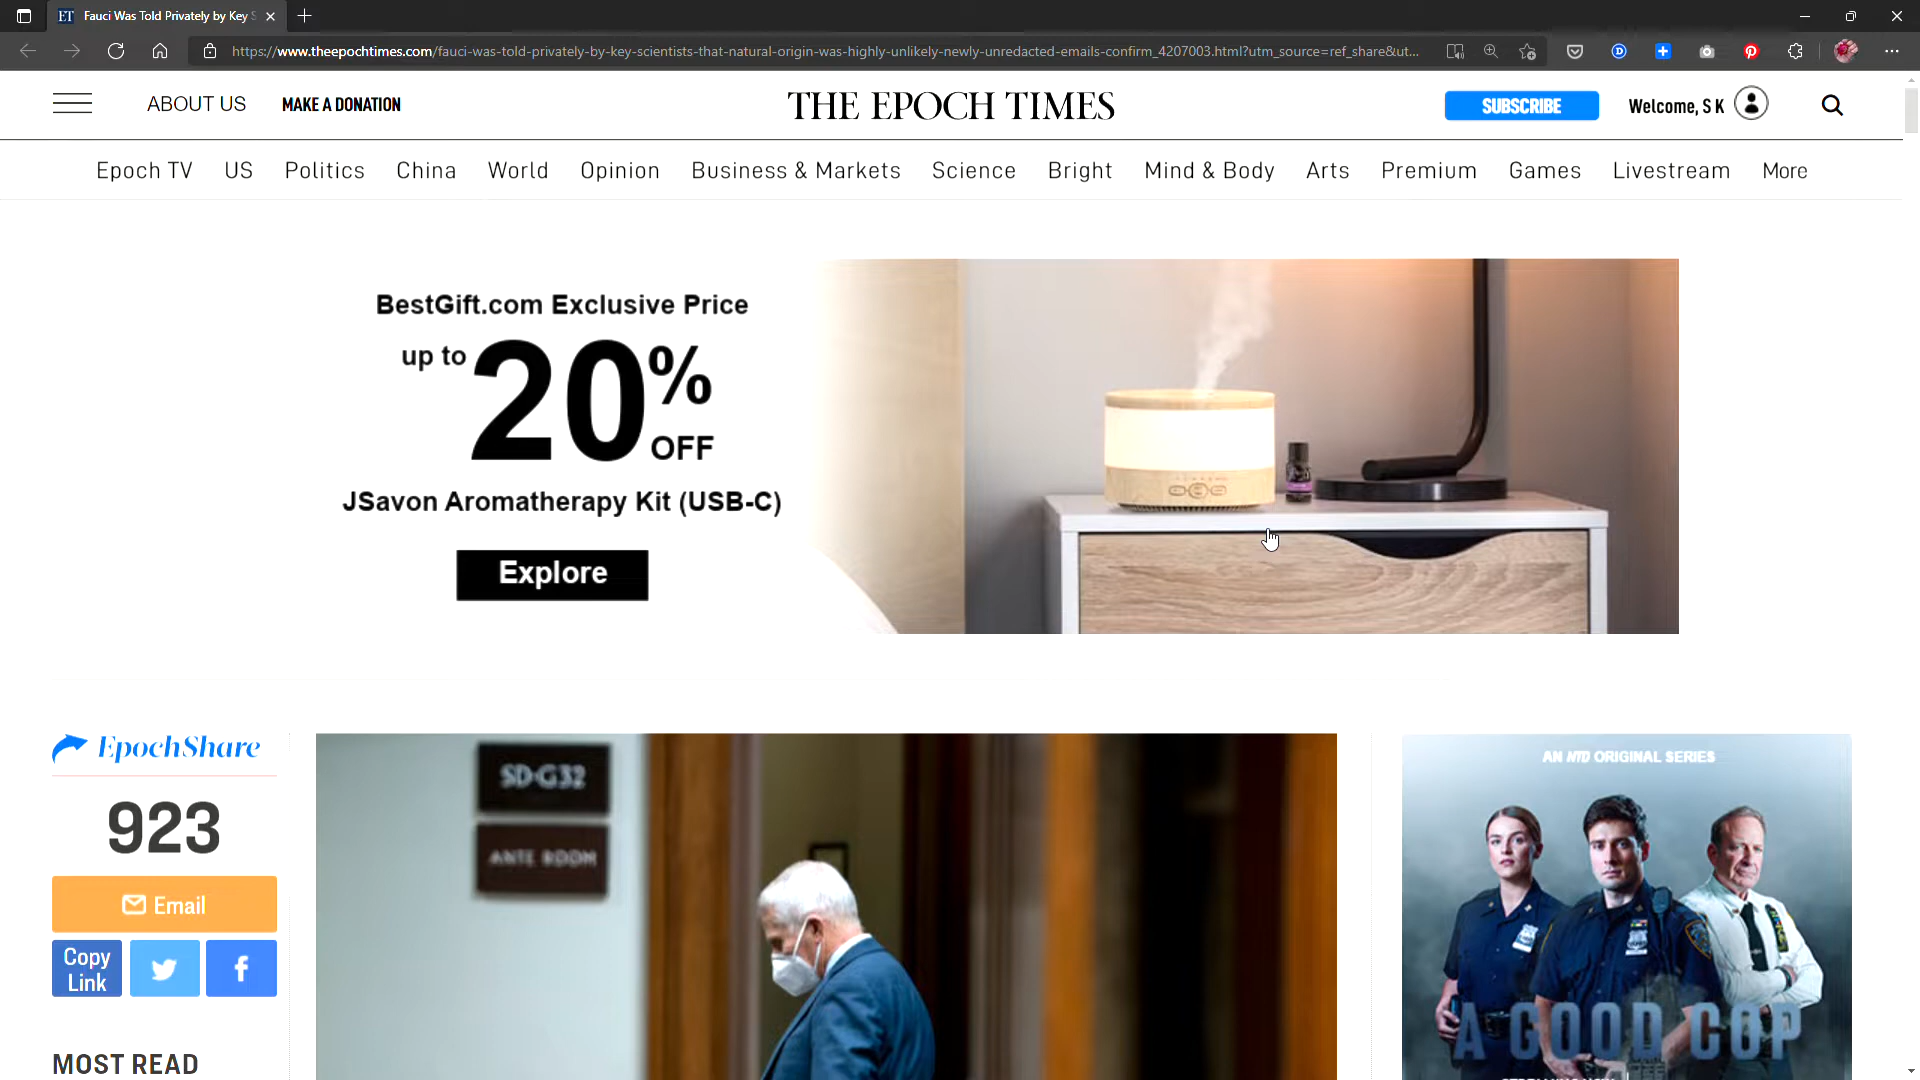 Fauci Was Told Privately by Key S
https://www.theepochtimes.com/fauci-was-told-privately-by-key-scientists-that-natural-origin-was-highly-unlikely-newly-unredacted-emails-confirm_4207003.html?utm_source=ref_share&ut...
ABOUT US
MAKE A DONATION
THE EPOCH TIMES
SUBSCRIBE
Welcome, S K
Epoch TV US Politics China World Opinion Business & Markets Science Bright Mind & Body Arts Premium Games Livestream More
BestGift.com Exclusive Price
up to 20% OFF
JSavon Aromatherapy Kit (USB-C)
Explore
EpochShare
923
Email
Copy
Link
MOST READ
SD-G32
ANTE ROOM
AN NTD ORIGINAL SERIES
A GOOD COP